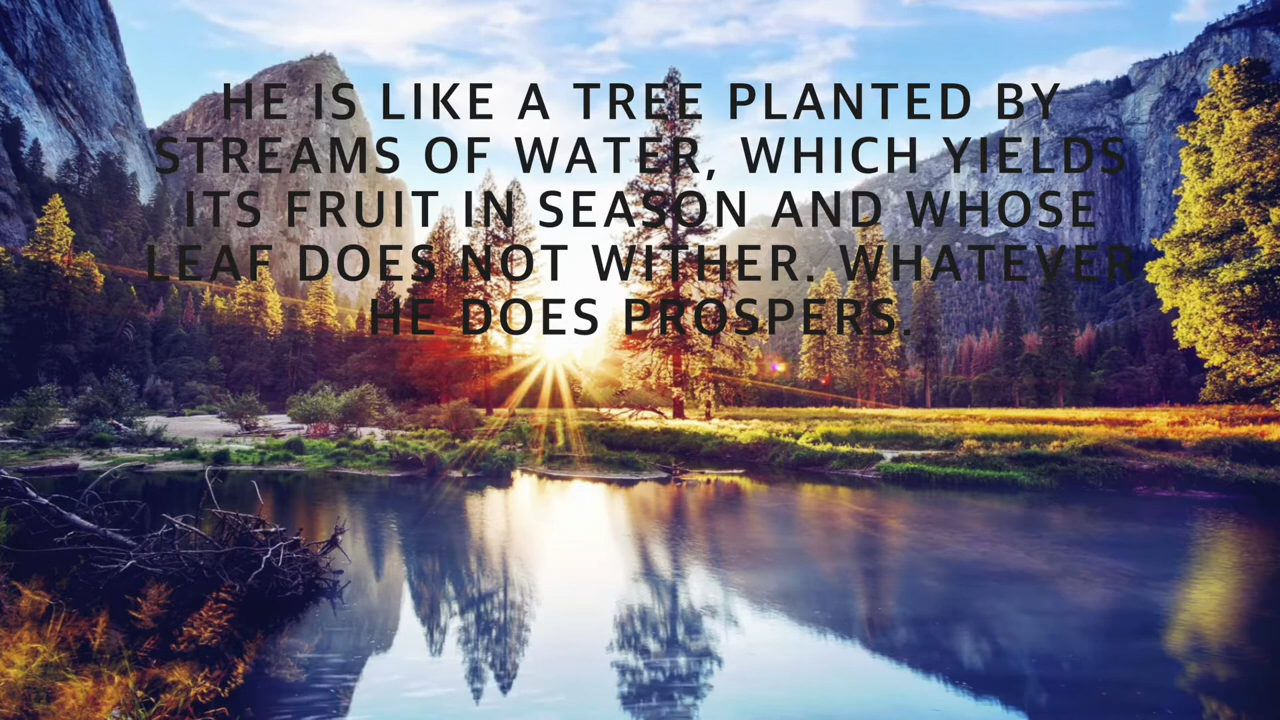 HE IS LIKE A TREE PLANTED BY
STREAMS OF WATER, WHICH YIELDS
ITS FRUIT IN SEASON AND WHOSE
LEAF DOES NOT WITHER. WHATEVER
HE DOES PROSPERS.